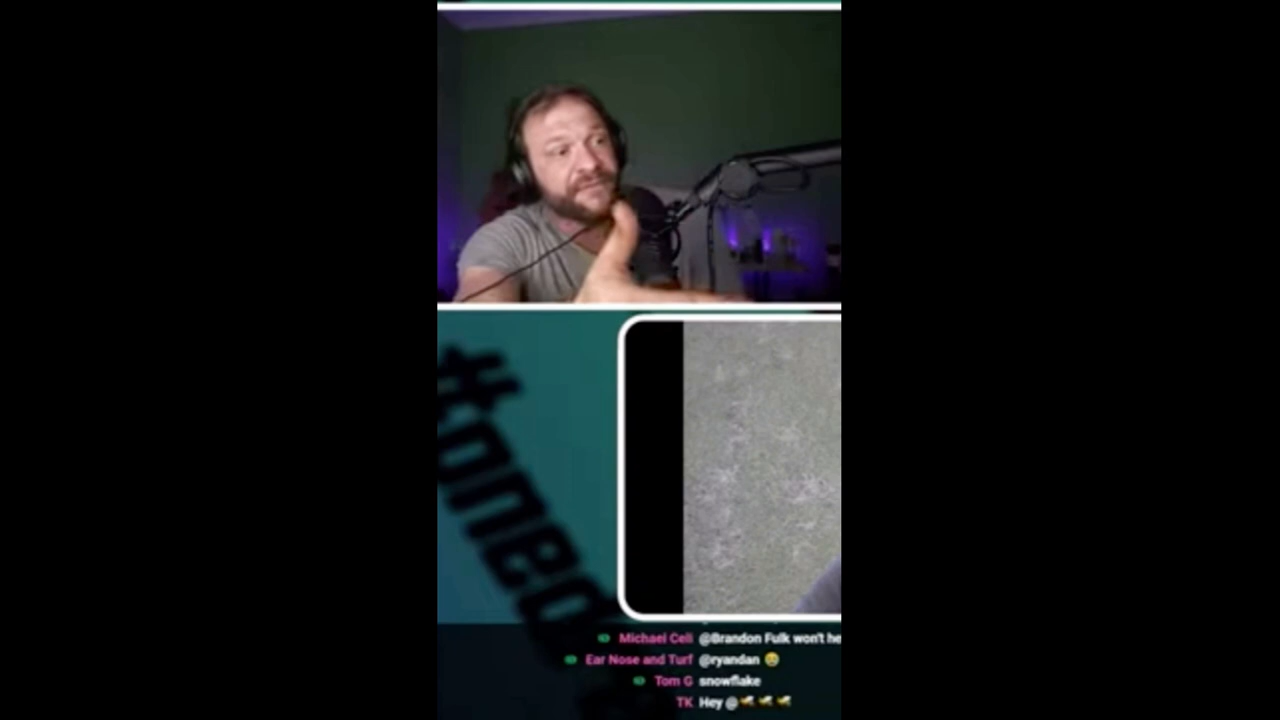 Michael Celi @Brandon Fulk won't he
Ear Nose and Turf @ryandan 😂
Tom G snowflake
TK Hey @